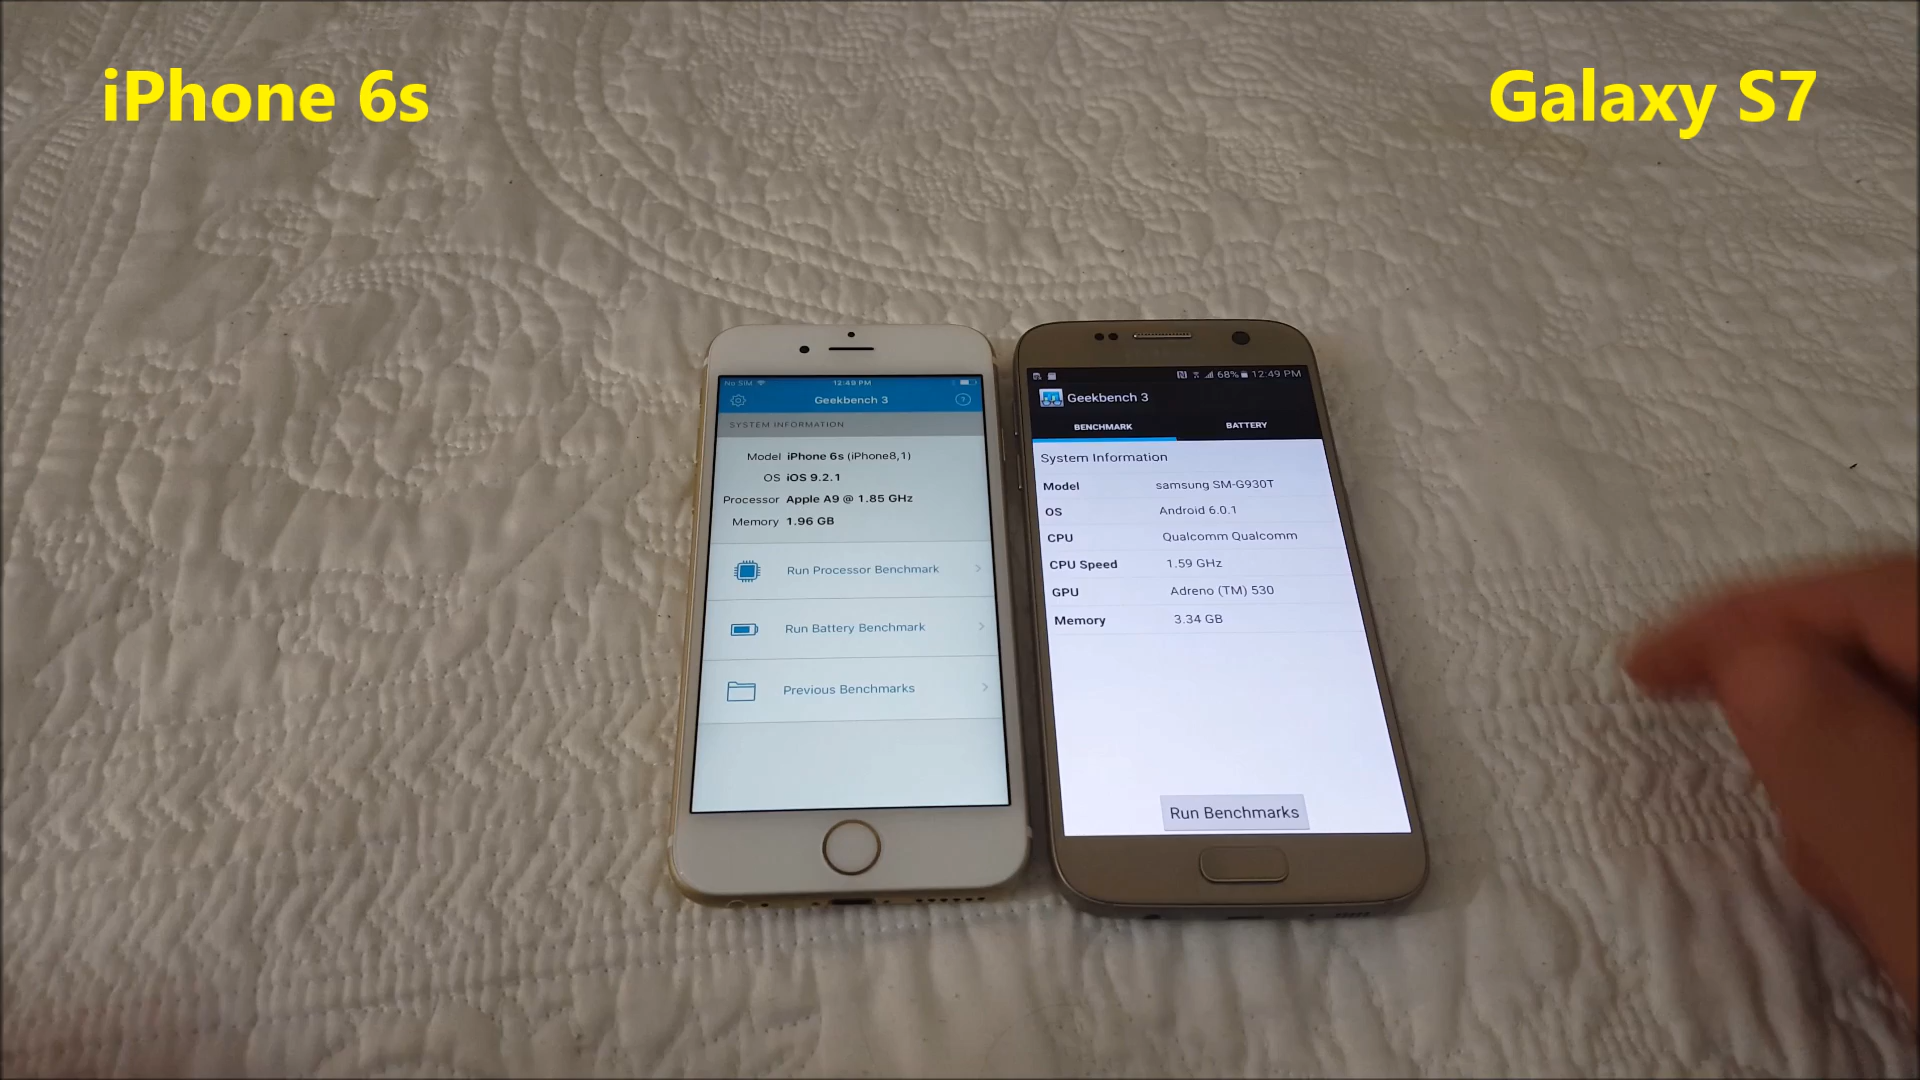 iPhone 6s
Galaxy S7
No SIM 12:49 PM
Geekbench 3
SYSTEM INFORMATION
Model iPhone 6s (iPhone8,1)
OS iOS 9.2.1
Processor Apple A9 @ 1.85 GHz
Memory 1.96 GB
Run Processor Benchmark
Run Battery Benchmark
Previous Benchmarks
68% 12:49 PM
Geekbench 3
BENCHMARK BATTERY
System Information
Model samsung SM-G930T
OS Android 6.0.1
CPU Qualcomm Qualcomm
CPU Speed 1.59 GHz
GPU Adreno (TM) 530
Memory 3.34 GB
Run Benchmarks